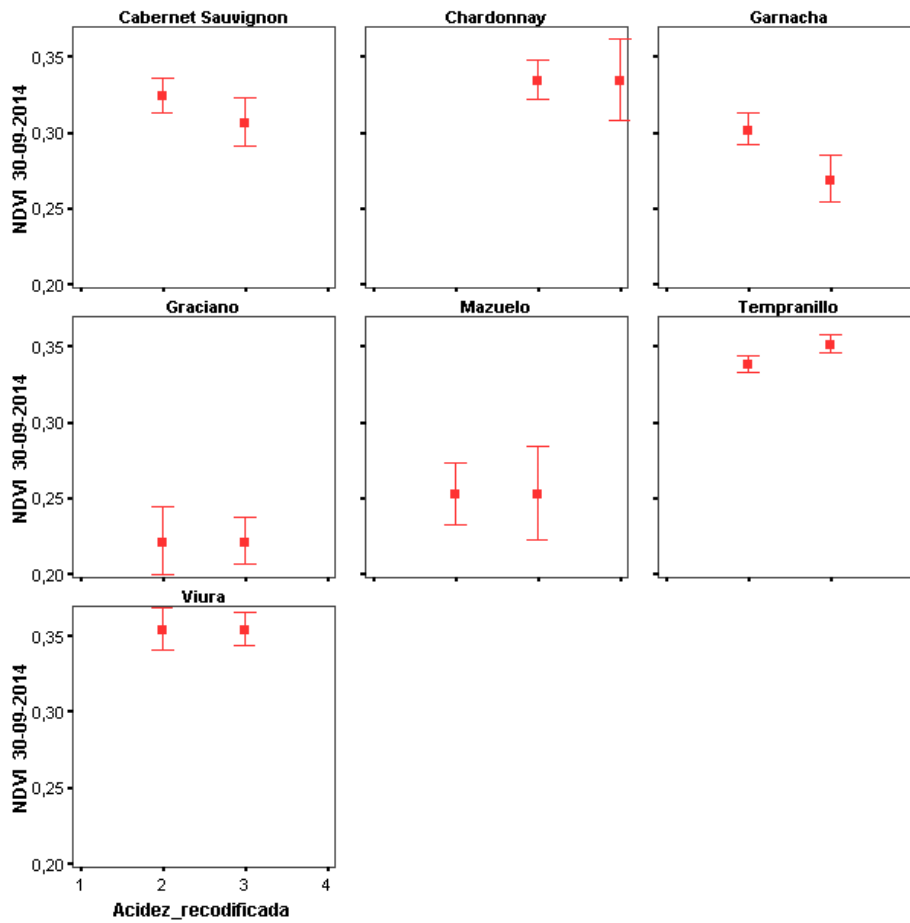 Cabernet Sauvignon
Chardonnay
Garnacha
NDVI 30-09-2014
0,35
0,30
0,25
0,20
Graciano
Mazuelo
Tempranillo
NDVI 30-09-2014
0,35
0,30
0,25
0,20
Viura
NDVI 30-09-2014
0,35
0,30
0,25
0,20
1 2 3 4
Acidez_recodificada